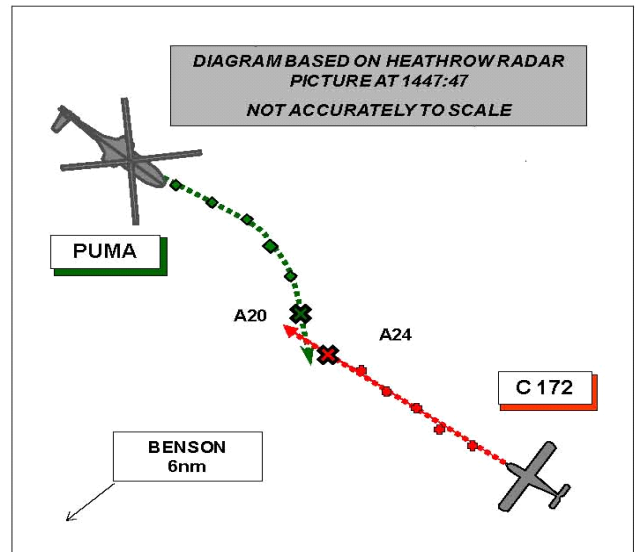 DIAGRAM BASED ON HEATHROW RADAR
PICTURE AT 1447:47
NOT ACCURATELY TO SCALE
PUMA
A20
A24
C 172
BENSON
6nm